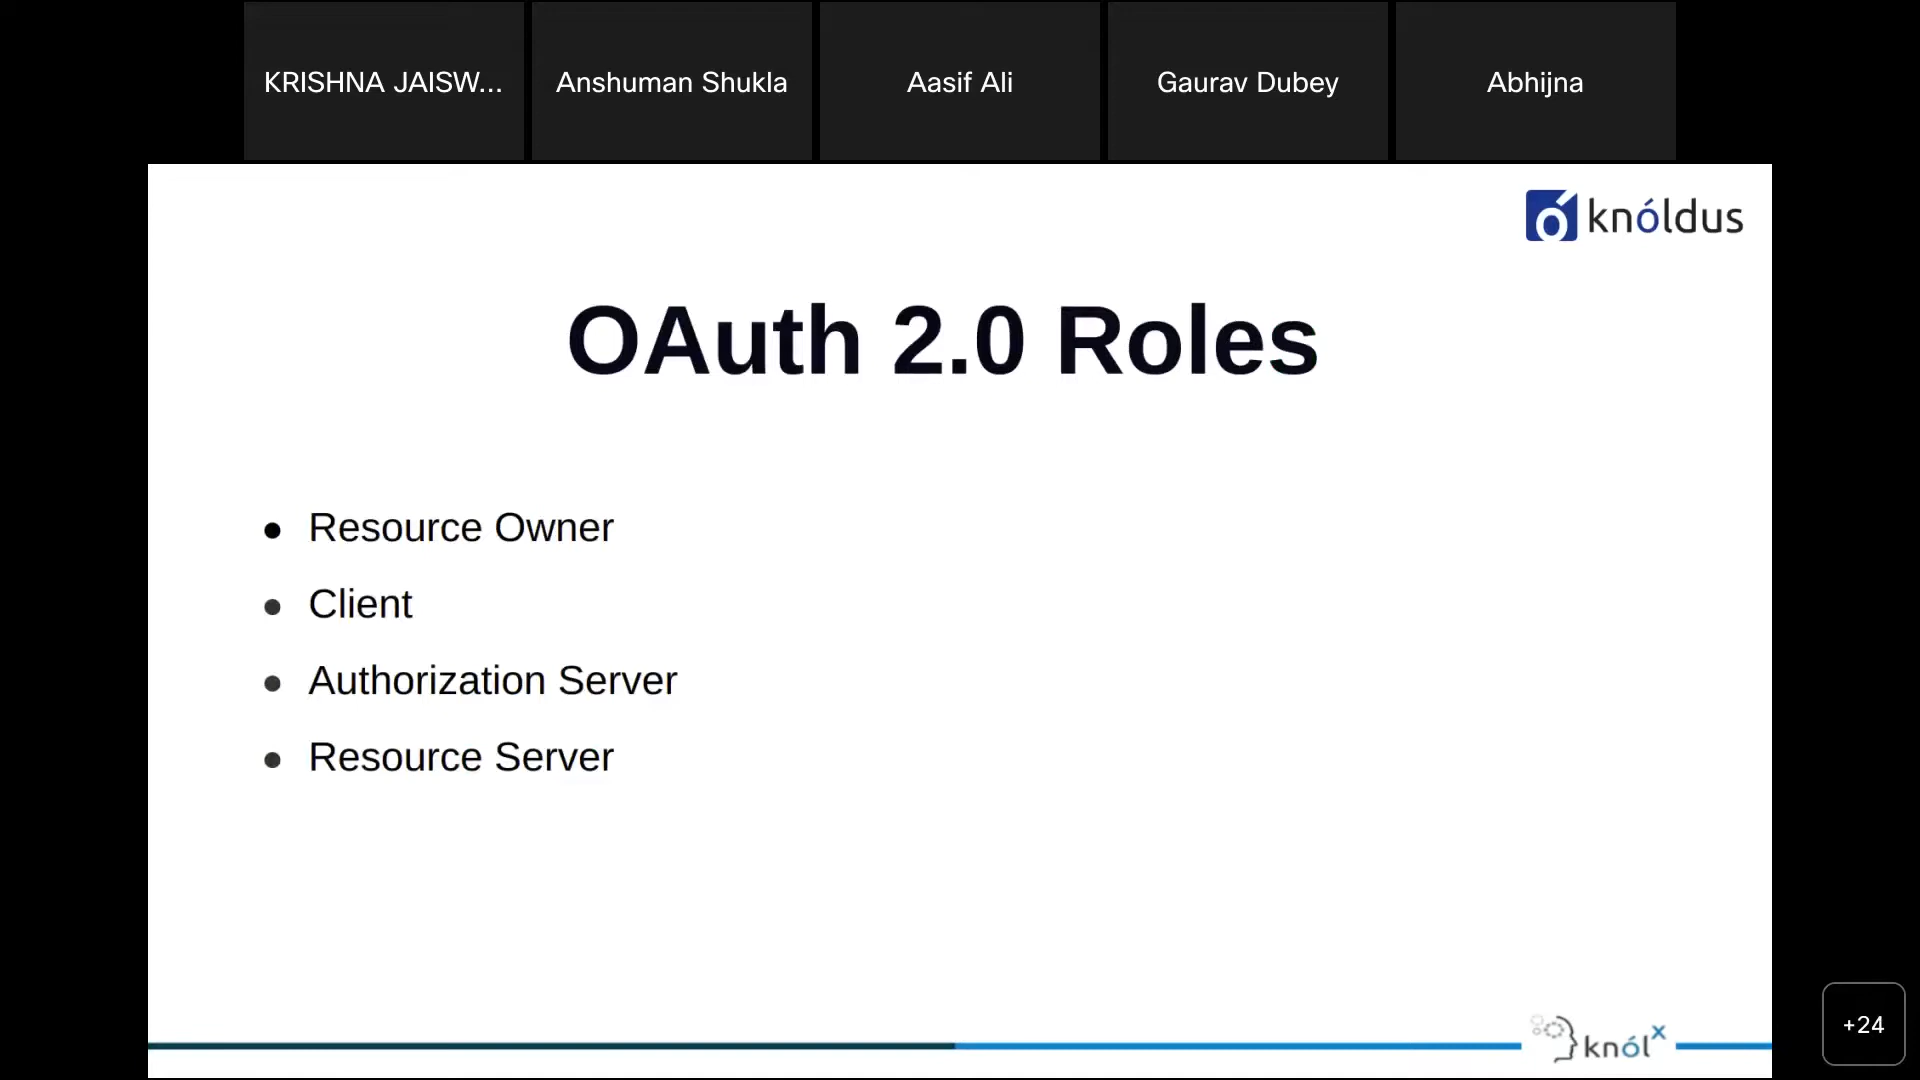 KRISHNA JAISW...
Anshuman Shukla
Aasif Ali
Gaurav Dubey
Abhijna
knóldus
OAuth 2.0 Roles
• Resource Owner
• Client
• Authorization Server
• Resource Server
knólx
+24